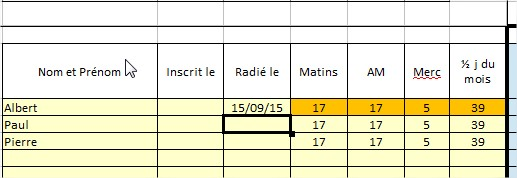 Nom et Prénom Inscrit le Radié le Matins AM Merc ½ j du mois
Albert 15/09/15 17 17 5 39
Paul 17 17 5 39
Pierre 17 17 5 39